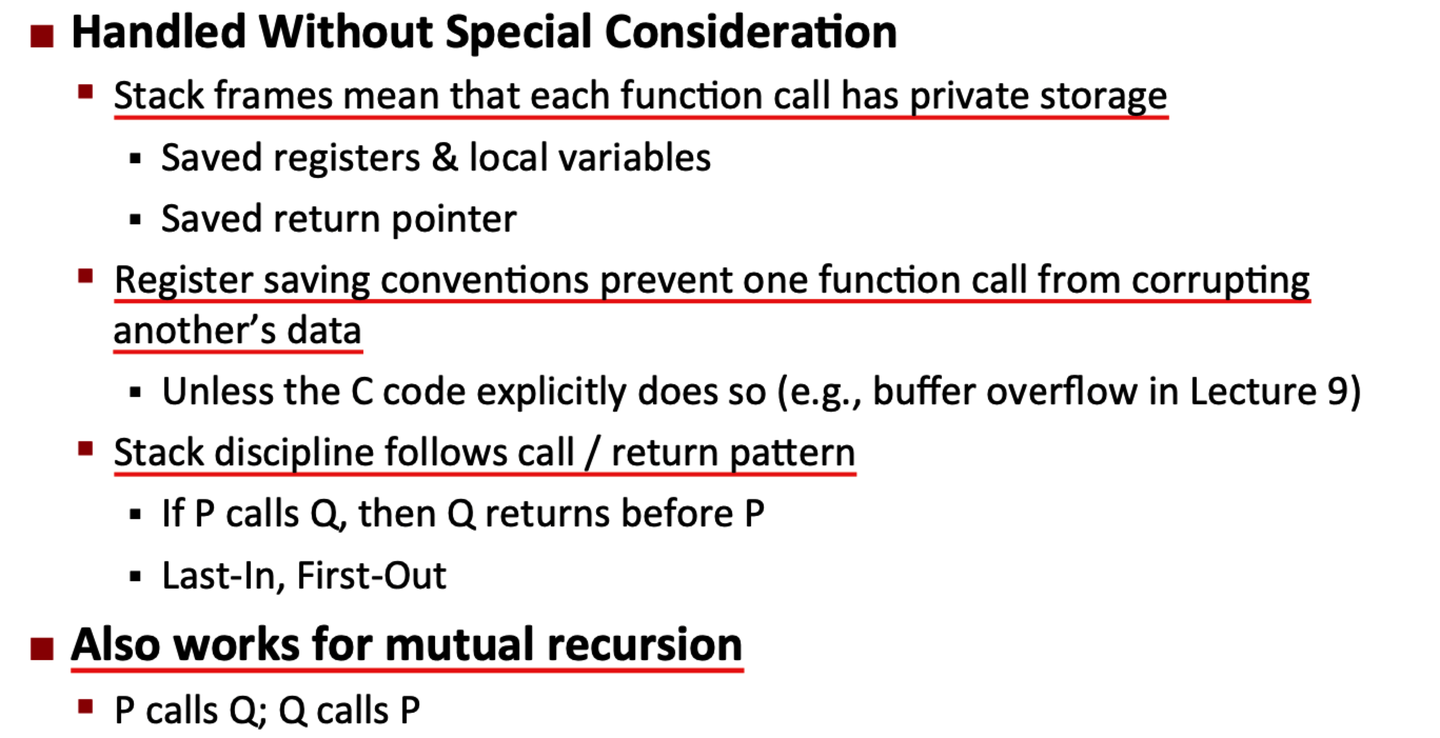 Handled Without Special Consideration
Stack frames mean that each function call has private storage
Saved registers & local variables
Saved return pointer
Register saving conventions prevent one function call from corrupting
another’s data
Unless the C code explicitly does so (e.g., buffer overflow in Lecture 9)
Stack discipline follows call / return pattern
If P calls Q, then Q returns before P
Last-In, First-Out
Also works for mutual recursion
P calls Q; Q calls P